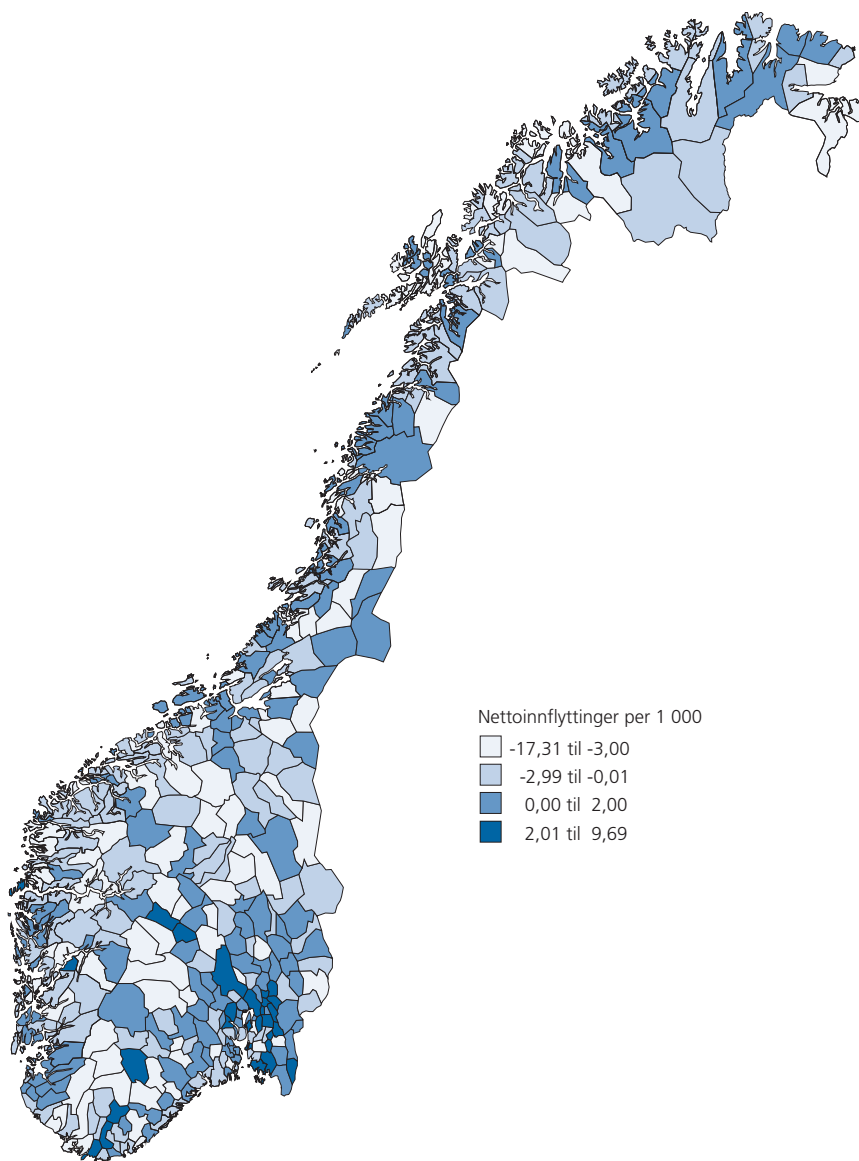 Nettoinnflyttinger per 1 000
-17,31 til -3,00
-2,99 til -0,01
0,00 til 2,00
2,01 til 9,69